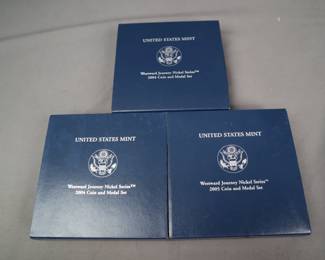 UNITED STATES MINT
Westward Journey Nickel Series™
2004 Coin and Medal Set
UNITED STATES MINT
Westward Journey Nickel Series™
2004 Coin and Medal Set
UNITED STATES MINT
Westward Journey Nickel Series™
2005 Coin and Medal Set